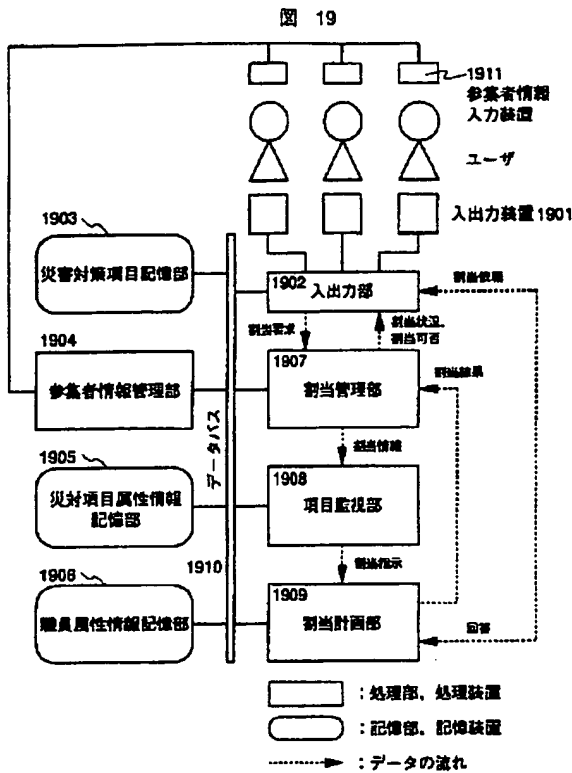 図 19
1911
参集者情報
入力装置
ユーザ
入出力装置1901
1903
災害対策項目記憶部
1902
入出力部
割当依頼
割当要求
割当状況,
割当可否
1904
参集者情報管理部
1907
割当管理部
割当結果
データバス
割当情報
1905
災対項目属性情報
記憶部
1908
項目監視部
1910
割当指示
1906
職員属性情報記憶部
1909
割当計画部
回答
：処理部，処理装置
：記憶部，記憶装置
：データの流れ